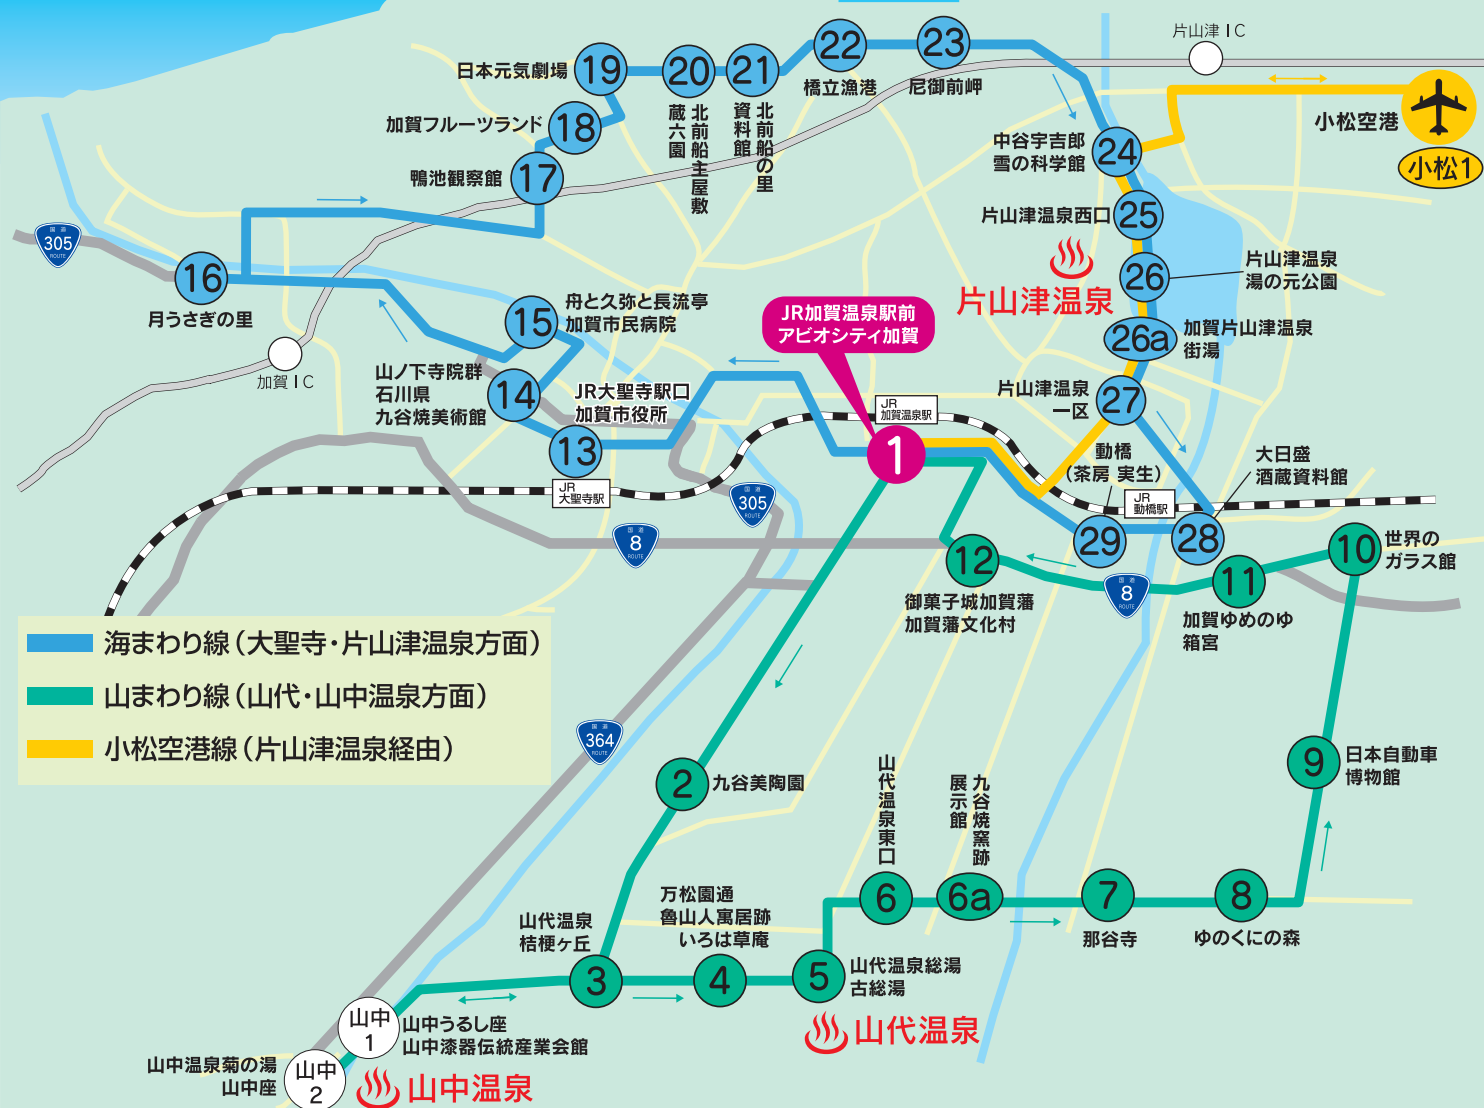 片山津 IC
小松空港
小松1
23
尼御前岬
22
橋立漁港
21
北前船の里
資料館
20
北前船主屋敷
蔵六園
19
日本元気劇場
18
加賀フルーツランド
17
鴨池観察館
24
中谷宇吉郎
雪の科学館
25
片山津温泉西口
26
片山津温泉
湯の元公園
片山津温泉
26a
加賀片山津温泉
街湯
27
片山津温泉
一区
国道
305
ROUTE
16
月うさぎの里
加賀 IC
15
舟と久弥と長流亭
加賀市民病院
14
山ノ下寺院群
石川県
九谷焼美術館
JR大聖寺駅口
加賀市役所
13
JR
大聖寺駅
JR加賀温泉駅前
アビオシティ加賀
JR
加賀温泉駅
1
動橋
(茶房 実生)
JR
動橋駅
大日盛
酒蔵資料館
29
28
国道
305
ROUTE
国道
8
ROUTE
12
御菓子城加賀藩
加賀藩文化村
国道
8
ROUTE
11
加賀ゆめのゆ
箱宮
10
世界の
ガラス館
海まわり線(大聖寺・片山津温泉方面)
山まわり線(山代・山中温泉方面)
小松空港線(片山津温泉経由)
国道
364
ROUTE
2
九谷美陶園
9
日本自動車
博物館
山代温泉東口
6
九谷焼窯跡
展示館
6a
7
那谷寺
8
ゆのくにの森
山代温泉
桔梗ヶ丘
3
万松園通
魯山人寓居跡
いろは草庵
4
5
山代温泉総湯
古総湯
山代温泉
山中
1
山中うるし座
山中漆器伝統産業会館
山中温泉菊の湯
山中座
山中
2
山中温泉